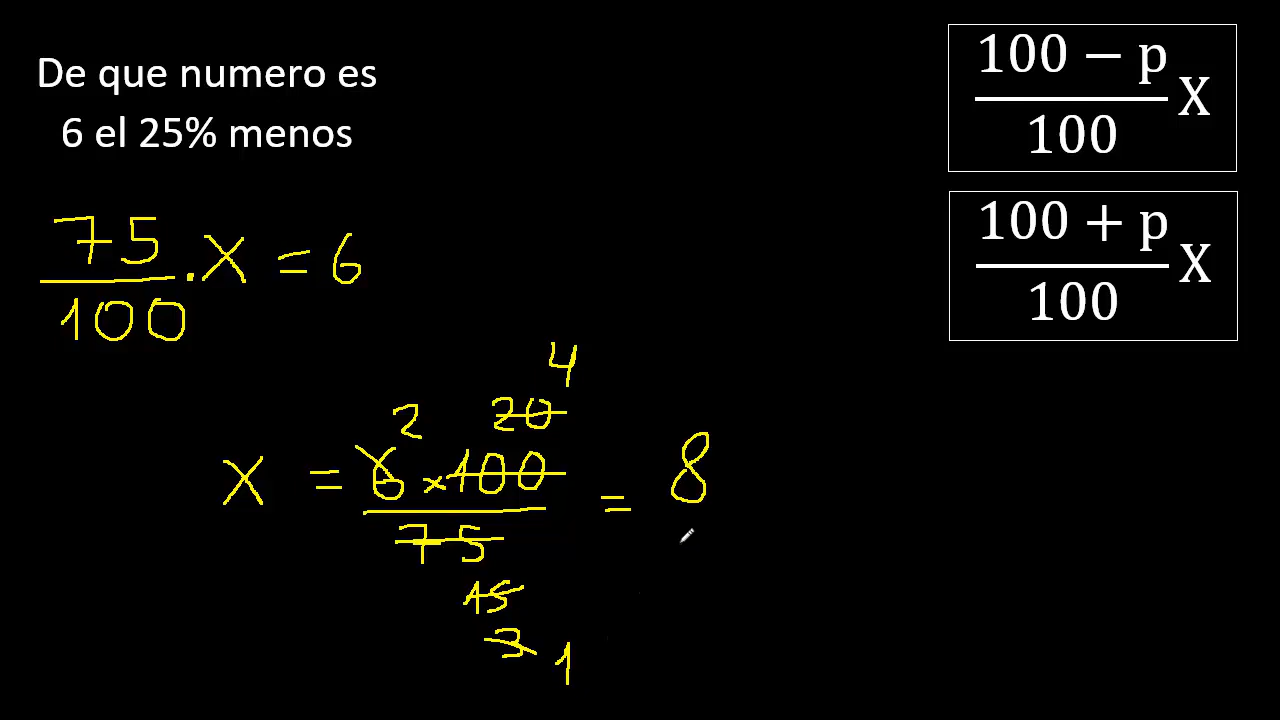 De que numero es
6 el 25% menos
100 − p
100
X
100 + p
100
X
75
100
.X = 6
4
2 20
X = 6 x 100 = 8
75
15
3 1